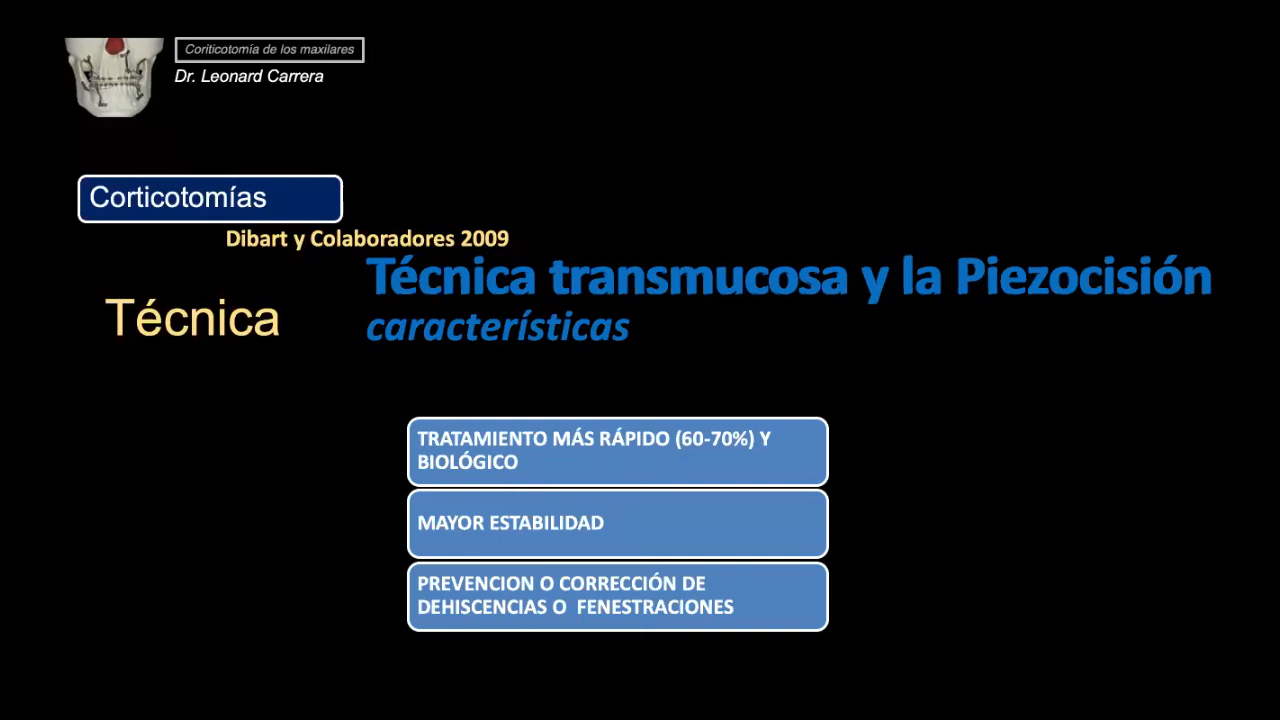 Coriticotomía de los maxilares
Dr. Leonard Carrera
Corticotomías
Dibart y Colaboradores 2009
Técnica transmucosa y la Piezocisión
características
Técnica
TRATAMIENTO MÁS RÁPIDO (60-70%) Y
BIOLÓGICO
MAYOR ESTABILIDAD
PREVENCION O CORRECCIÓN DE
DEHISCENCIAS O FENESTRACIONES